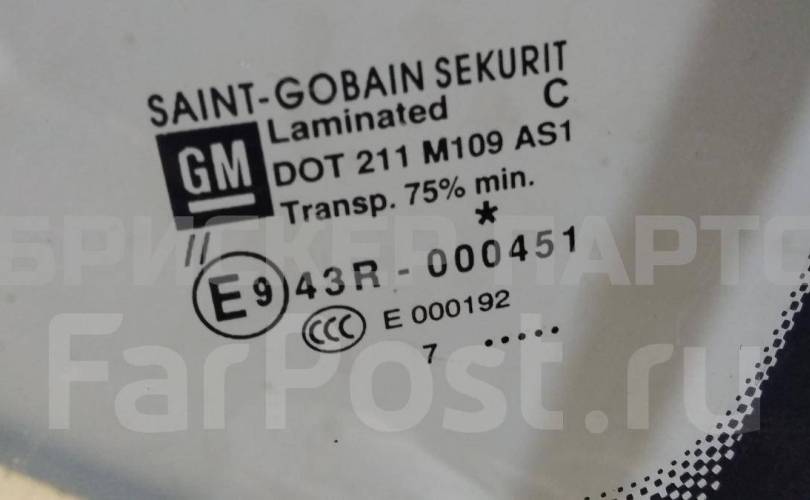 SAINT-GOBAIN SEKURIT
Laminated C
GM
DOT 211 M109 AS1
Transp. 75% min.
*
//
E9 43R - 000451
CCC E 000192
7 .....
БРИСКЕР ПАРТС
FarPost.ru